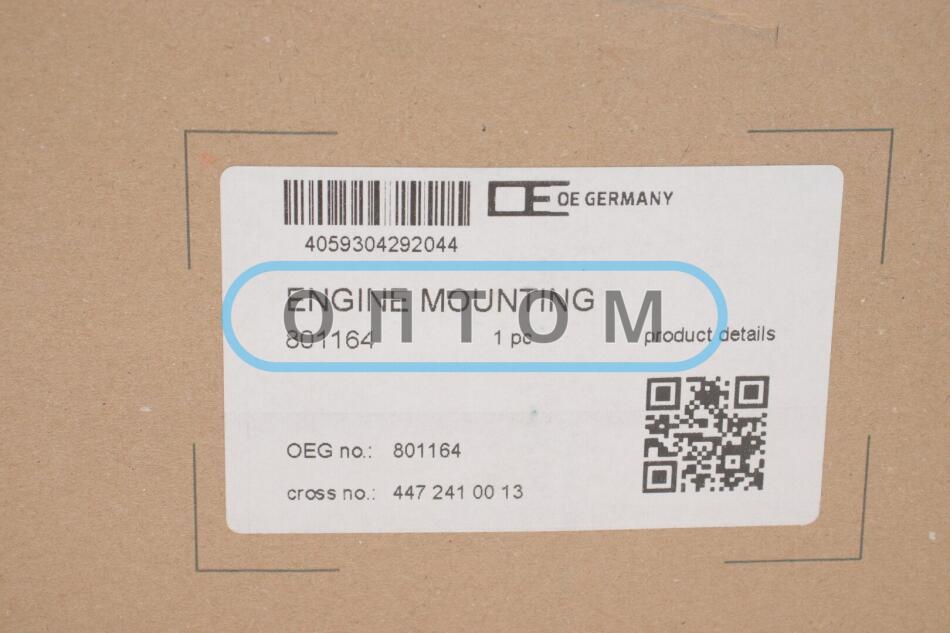 OE GERMANY
4059304292044
ENGINE MOUNTING
ОПТОМ
801164 1 pc product details
OEG no.: 801164
cross no.: 447 241 00 13